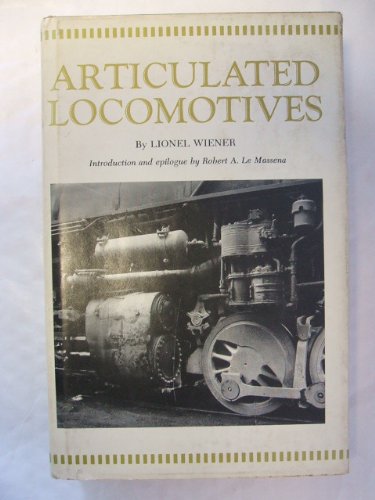 ARTICULATED
LOCOMOTIVES
By LIONEL WIENER
Introduction and epilogue by Robert A. Le Massena